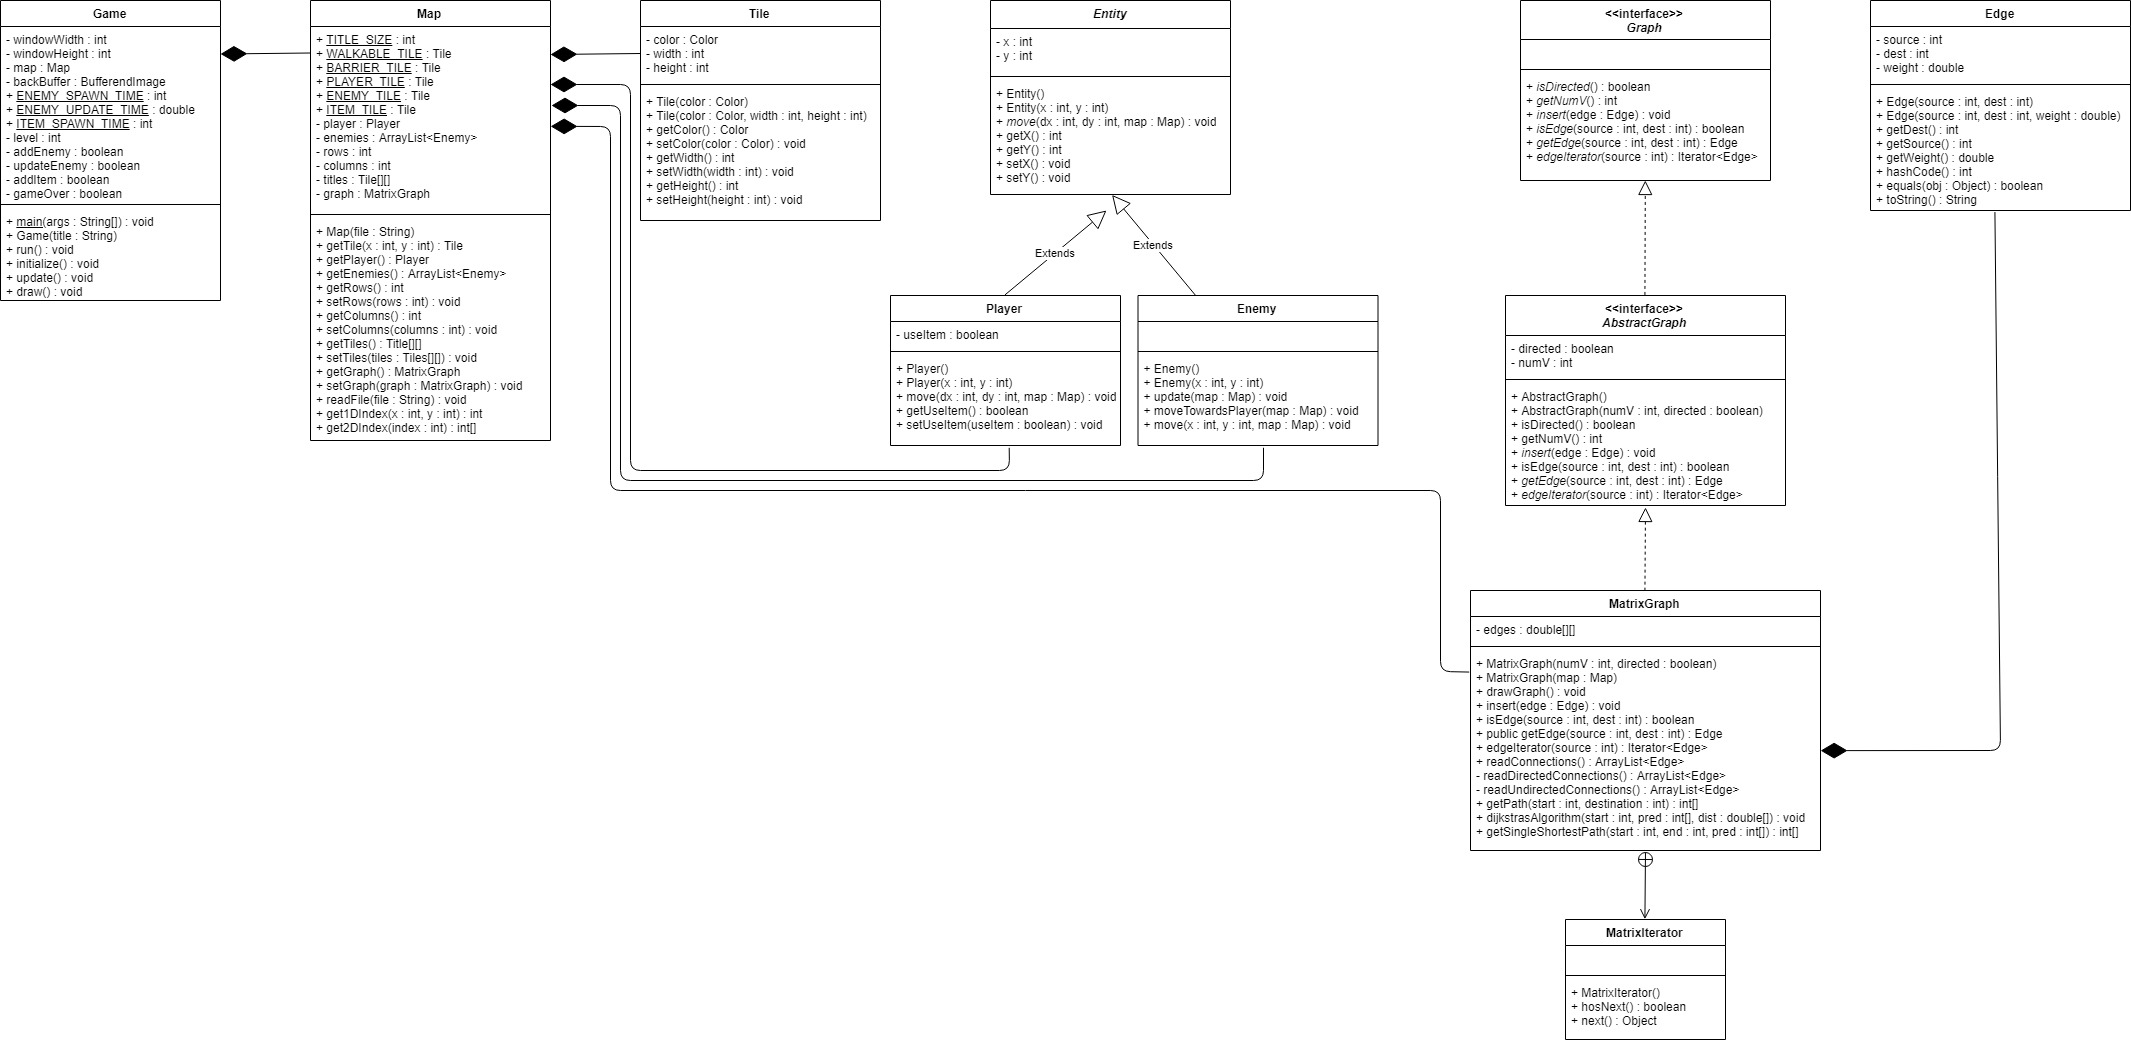 Game
- windowWidth : int
- windowHeight : int
- map : Map
- backBuffer : BufferendImage
+ ENEMY_SPAWN_TIME : int
+ ENEMY_UPDATE_TIME : double
+ ITEM_SPAWN_TIME : int
- level : int
- addEnemy : boolean
- updateEnemy : boolean
- addItem : boolean
- gameOver : boolean
+ main(args : String[]) : void
+ Game(title : String)
+ run() : void
+ initialize() : void
+ update() : void
+ draw() : void
Map
+ TITLE_SIZE : int
+ WALKABLE_TILE : Tile
+ BARRIER_TILE : Tile
+ PLAYER_TILE : Tile
+ ENEMY_TILE : Tile
+ ITEM_TILE : Tile
- player : Player
- enemies : ArrayList<Enemy>
- rows : int
- columns : int
- titles : Tile[][]
- graph : MatrixGraph
+ Map(file : String)
+ getTile(x : int, y : int) : Tile
+ getPlayer() : Player
+ getEnemies() : ArrayList<Enemy>
+ getRows() : int
+ setRows(rows : int) : void
+ getColumns() : int
+ setColumns(columns : int) : void
+ getTiles() : Title[][]
+ setTiles(tiles : Tiles[][]) : void
+ getGraph() : MatrixGraph
+ setGraph(graph : MatrixGraph) : void
+ readFile(file : String) : void
+ get1DIndex(x : int, y : int) : int
+ get2DIndex(index : int) : int[]
Tile
- color : Color
- width : int
- height : int
+ Tile(color : Color)
+ Tile(color : Color, width : int, height : int)
+ getColor() : Color
+ setColor(color : Color) : void
+ getWidth() : int
+ setWidth(width : int) : void
+ getHeight() : int
+ setHeight(height : int) : void
Entity
- x : int
- y : int
+ Entity()
+ Entity(x : int, y : int)
+ move(dx : int, dy : int, map : Map) : void
+ getX() : int
+ getY() : int
+ setX() : void
+ setY() : void
Extends
Extends
Player
- useItem : boolean
+ Player()
+ Player(x : int, y : int)
+ move(dx : int, dy : int, map : Map) : void
+ getUseItem() : boolean
+ setUseItem(useItem : boolean) : void
Enemy
+ Enemy()
+ Enemy(x : int, y : int)
+ update(map : Map) : void
+ moveTowardsPlayer(map : Map) : void
+ move(x : int, y : int, map : Map) : void
<<interface>>
Graph
+ isDirected() : boolean
+ getNumV() : int
+ insert(edge : Edge) : void
+ isEdge(source : int, dest : int) : boolean
+ getEdge(source : int, dest : int) : Edge
+ edgeIterator(source : int) : Iterator<Edge>
<<interface>>
AbstractGraph
- directed : boolean
- numV : int
+ AbstractGraph()
+ AbstractGraph(numV : int, directed : boolean)
+ isDirected() : boolean
+ getNumV() : int
+ insert(edge : Edge) : void
+ isEdge(source : int, dest : int) : boolean
+ getEdge(source : int, dest : int) : Edge
+ edgeIterator(source : int) : Iterator<Edge>
Edge
- source : int
- dest : int
- weight : double
+ Edge(source : int, dest : int)
+ Edge(source : int, dest : int, weight : double)
+ getDest() : int
+ getSource() : int
+ getWeight() : double
+ hashCode() : int
+ equals(obj : Object) : boolean
+ toString() : String
MatrixGraph
- edges : double[][]
+ MatrixGraph(numV : int, directed : boolean)
+ MatrixGraph(map : Map)
+ drawGraph() : void
+ insert(edge : Edge) : void
+ isEdge(source : int, dest : int) : boolean
+ public getEdge(source : int, dest : int) : Edge
+ edgeIterator(source : int) : Iterator<Edge>
+ readConnections() : ArrayList<Edge>
- readDirectedConnections() : ArrayList<Edge>
- readUndirectedConnections() : ArrayList<Edge>
+ getPath(start : int, destination : int) : int[]
+ dijkstrasAlgorithm(start : int, pred : int[], dist : double[]) : void
+ getSingleShortestPath(start : int, end : int, pred : int[]) : int[]
MatrixIterator
+ MatrixIterator()
+ hosNext() : boolean
+ next() : Object